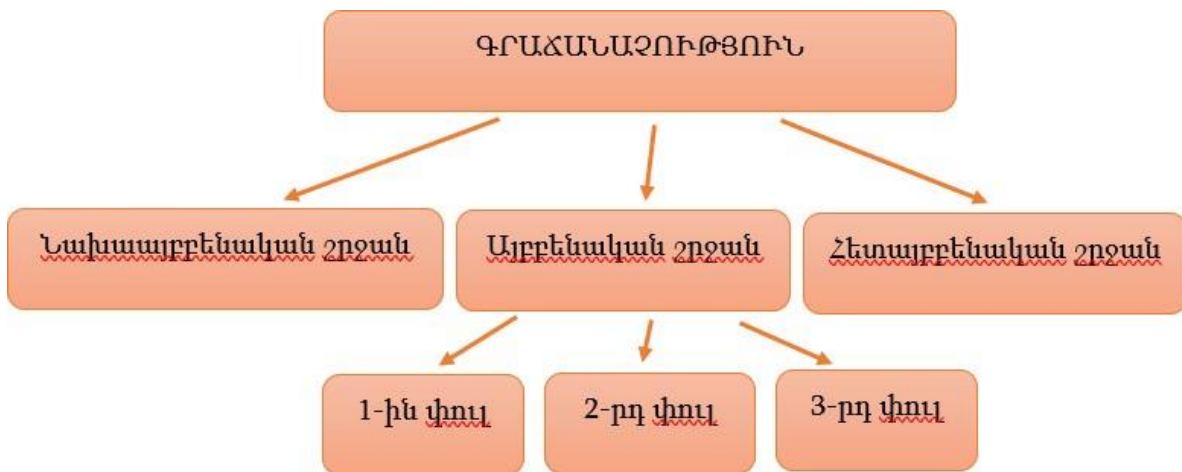 ԳՐԱՃԱՆԱՉՈՒԹՅՈՒՆ
Նախաայբբենական շրջան
Այբբենական շրջան
Հետայբբենական շրջան
1-ին փուլ
2-րդ փուլ
3-րդ փուլ